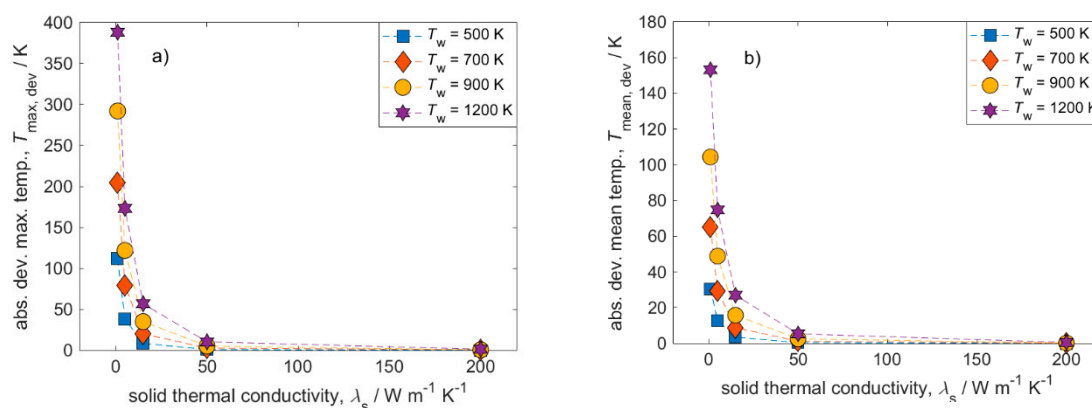 a)
T_w = 500 K
T_w = 700 K
T_w = 900 K
T_w = 1200 K
abs. dev. max. temp., T_max, dev / K
400
350
300
250
200
150
100
50
0
0 50 100 150 200
solid thermal conductivity, λ_s / W m⁻¹ K⁻¹
b)
T_w = 500 K
T_w = 700 K
T_w = 900 K
T_w = 1200 K
abs. dev. mean temp., T_mean, dev / K
180
160
140
120
100
80
60
40
20
0
0 50 100 150 200
solid thermal conductivity, λ_s / W m⁻¹ K⁻¹